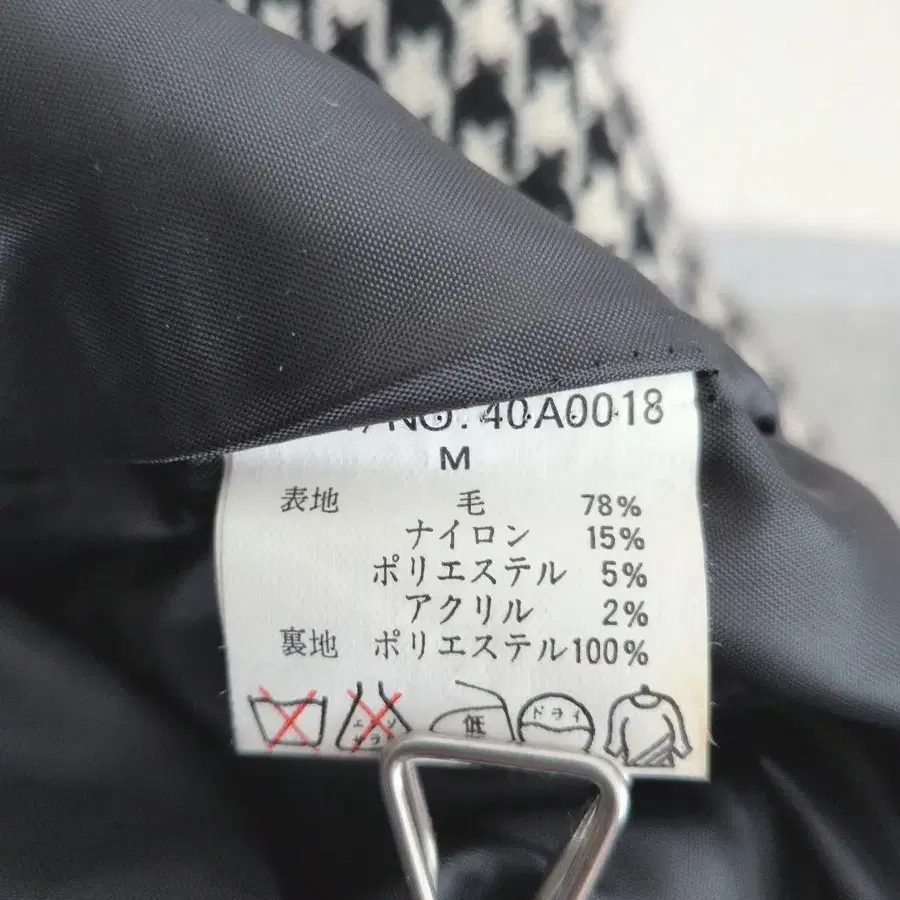 NO. 40A0018
M
表地 毛 78%
ナイロン 15%
ポリエステル 5%
アクリル 2%
裏地 ポリエステル100%
低 ドライ